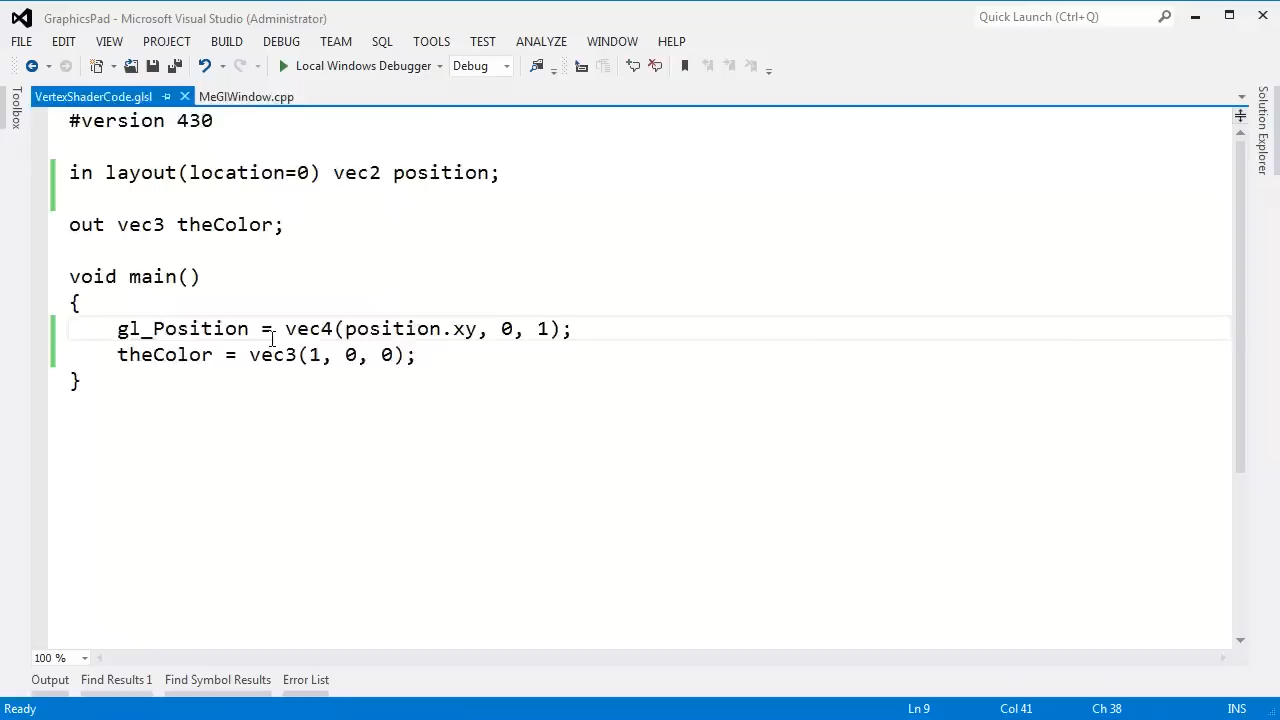 GraphicsPad - Microsoft Visual Studio (Administrator)
Quick Launch (Ctrl+Q)
FILE EDIT VIEW PROJECT BUILD DEBUG TEAM SQL TOOLS TEST ANALYZE WINDOW HELP
Local Windows Debugger Debug
Toolbox
VertexShaderCode.glsl MeGlWindow.cpp
Solution Explorer
#version 430
in layout(location=0) vec2 position;
out vec3 theColor;
void main()
{
gl_Position = vec4(position.xy, 0, 1);
theColor = vec3(1, 0, 0);
}
100 %
Output Find Results 1 Find Symbol Results Error List
Ready Ln 9 Col 41 Ch 38 INS